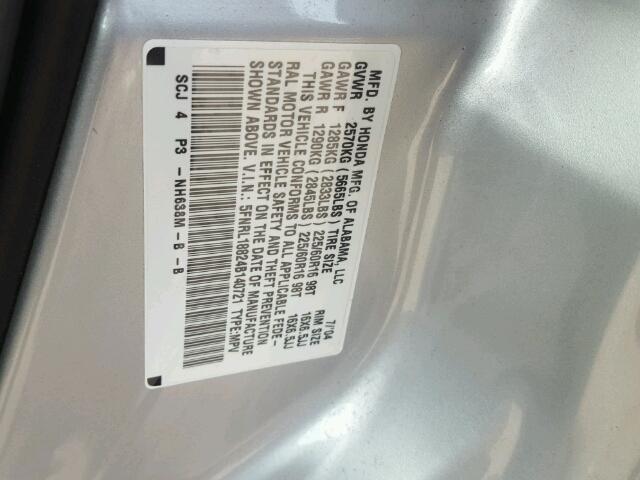 MFD. BY HONDA MFG. OF ALABAMA, LLC 7/'04
GVWR 2570KG (5665LBS) TIRE SIZE RIM SIZE
GAWR F 1285KG (2833LBS) 225/60R16 98T 16X6.5JJ
GAWR R 1290KG (2845LBS) 225/60R16 98T 16X6.5JJ
THIS VEHICLE CONFORMS TO ALL APPLICABLE FEDE-
RAL MOTOR VEHICLE SAFETY AND THEFT PREVENTION
STANDARDS IN EFFECT ON THE DATE OF MANUFACTURE
SHOWN ABOVE. V.I.N.: 5FNRL18824B140721 TYPE:MPV
SCJ 4 P3 - NH638M - B - B